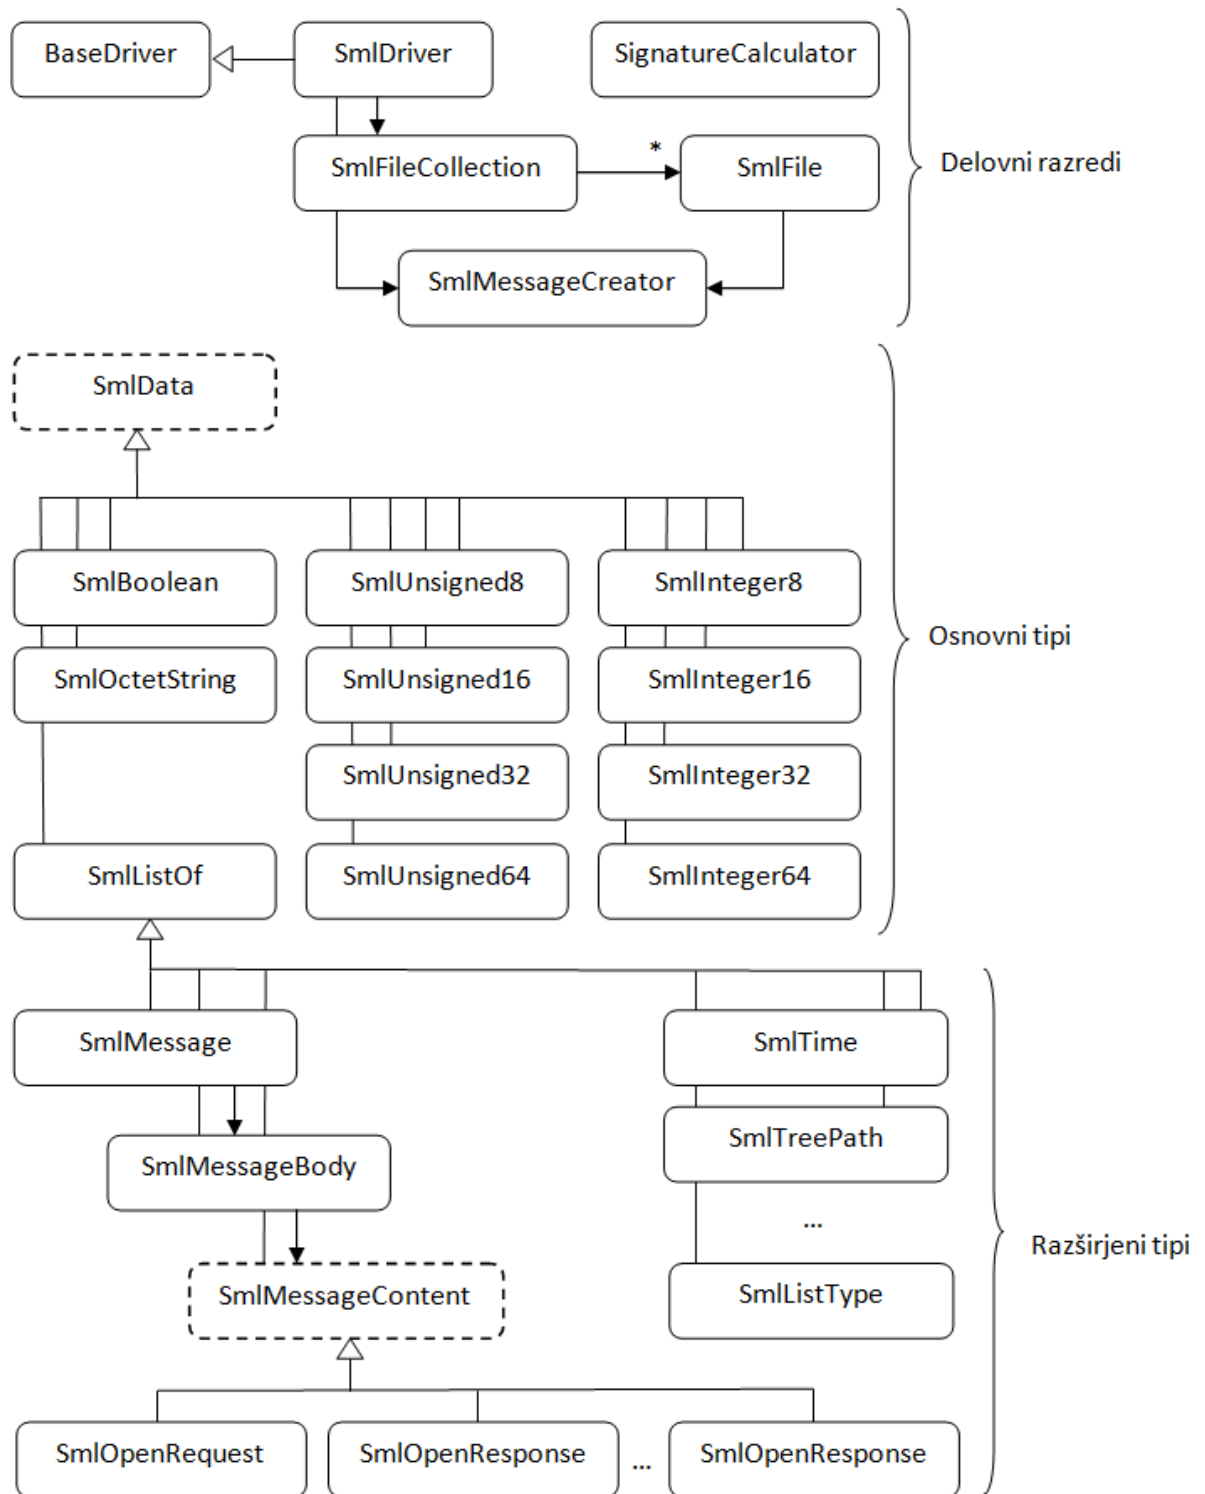 BaseDriver
SmlDriver
SignatureCalculator
SmlFileCollection
*
SmlFile
Delovni razredi
SmlMessageCreator
SmlData
SmlBoolean
SmlUnsigned8
SmlInteger8
Osnovni tipi
SmlOctetString
SmlUnsigned16
SmlInteger16
SmlUnsigned32
SmlInteger32
SmlListOf
SmlUnsigned64
SmlInteger64
SmlMessage
SmlTime
SmlMessageBody
SmlTreePath
...
Razširjeni tipi
SmlMessageContent
SmlListType
SmlOpenRequest
SmlOpenResponse
...
SmlOpenResponse